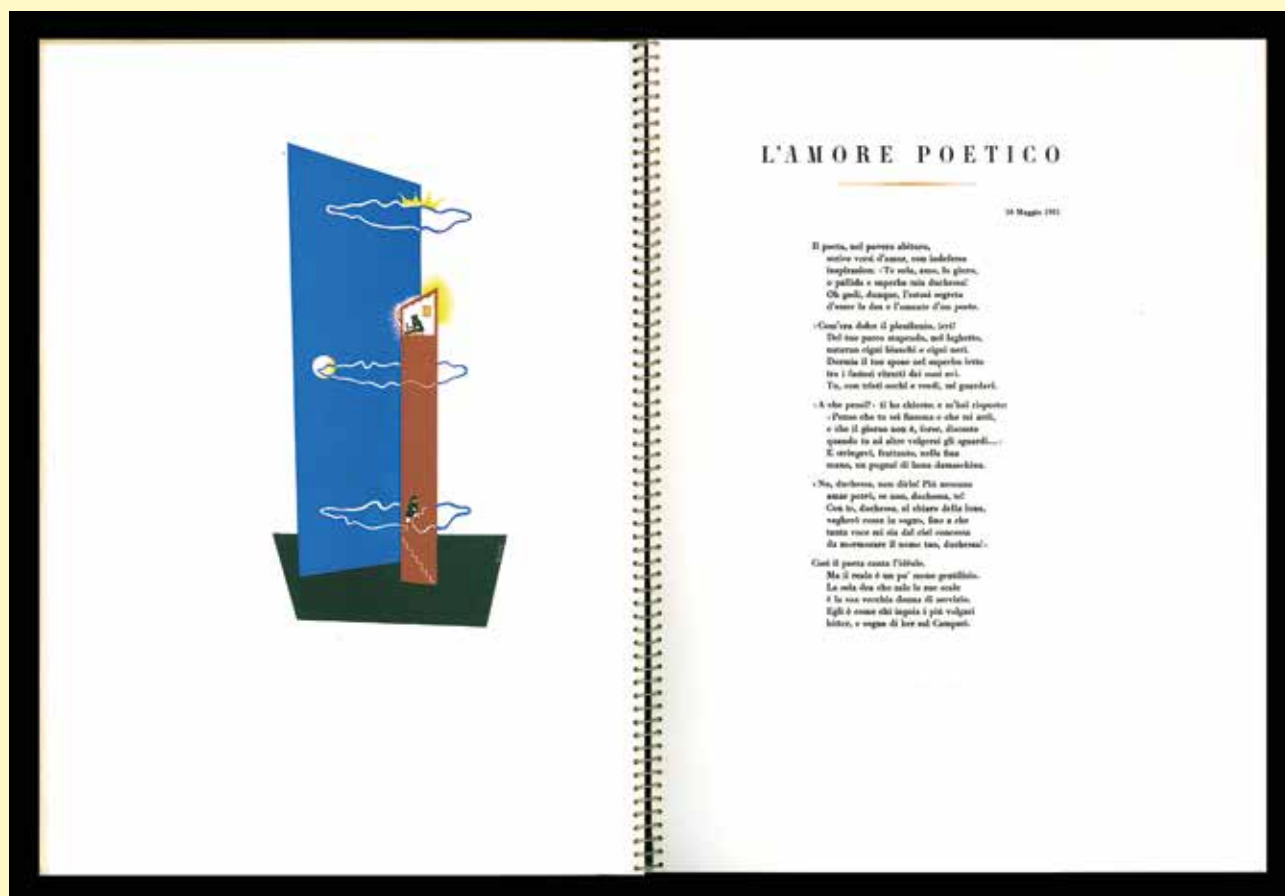 L'AMORE POETICO
10 Maggio 1931
Il poeta, nel povero abituro,
scrive versi d'amor, con indefessa
inspirazion: «Te sola, amo, lo giuro,
o pallida e superba mia duchessa!
Oh godi, dunque, l'estasi segreta
d'esser la dea e l'amante d'un poeta.
«Com'era dolce il plenilunio, ieri!
Del tuo parco stupendo, nel laghetto,
nuotavan cigni bianchi e cigni neri.
Dormia il tuo sposo nel superbo letto
tra i famosi ritratti dei suoi avi.
Tu, con tristi occhi e verdi, mi guardavi.
«A che pensi?» ti ho chiesto; e m'hai risposto:
«Penso che tu sei fiamma e che mi ardi,
e che il giorno non è, forse, discosto
quando tu ad altre volgerai gli sguardi...»
E stringevi, frattanto, nella fina
mano, un pugnal di lama damaschina.
«No, duchessa, non dirlo! Più nessuna
amar potrei, se non, duchessa, te!
Con te, duchessa, al chiaro della luna,
vagherò come in sogno, fino a che
tanta voce mi sia dal ciel concessa
da mormorare il nome tuo, duchessa!»
Così il poeta canta l'ideale.
Ma il reale è un po' meno gentilizio.
La sola dea che sale le sue scale
è la sua vecchia donna di servizio.
Egli è come chi ingoia i più volgari
bitter, e sogna di ber sol Campari.